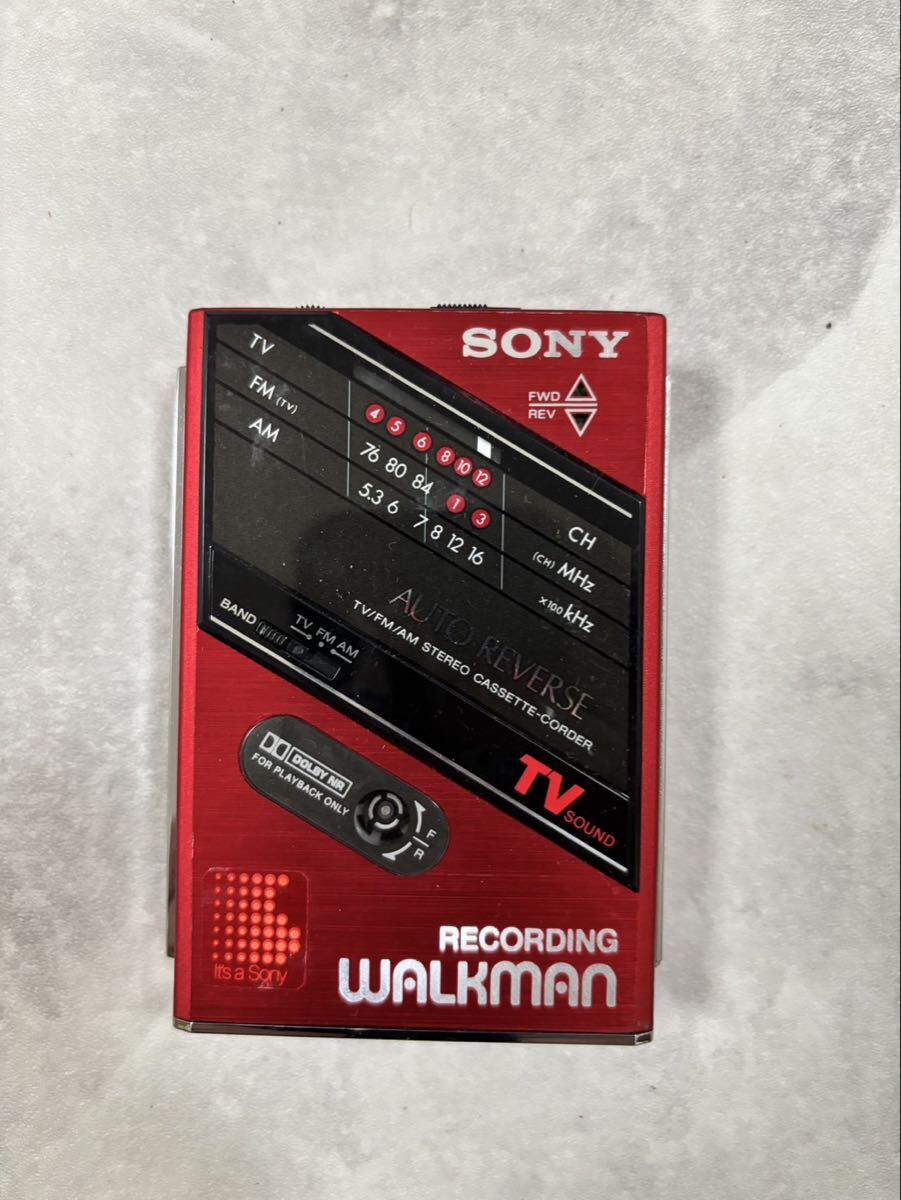 SONY
FWD
REV
TV
4 5 6 8 10 12
CH
FM (TV)
76 80 84 1 3
(CH) MHz
AM
5.3 6 7 8 12 16
×100 kHz
AUTO REVERSE
TV/FM/AM STEREO CASSETTE-CORDER
BAND
TV FM AM
TV SOUND
DOLBY NR
FOR PLAYBACK ONLY
F
R
It's a Sony
RECORDING
WALKMAN